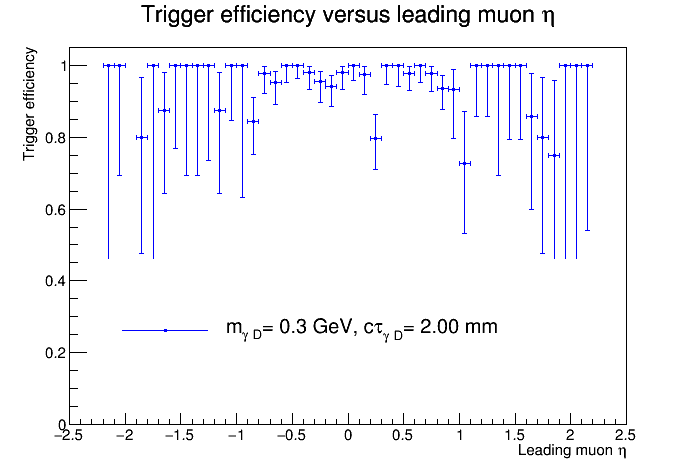 Trigger efficiency versus leading muon η
Trigger efficiency
1
0.8
0.6
0.4
0.2
0
m_γ D= 0.3 GeV, cτ_γ D= 2.00 mm
−2.5 −2 −1.5 −1 −0.5 0 0.5 1 1.5 2 2.5
Leading muon η